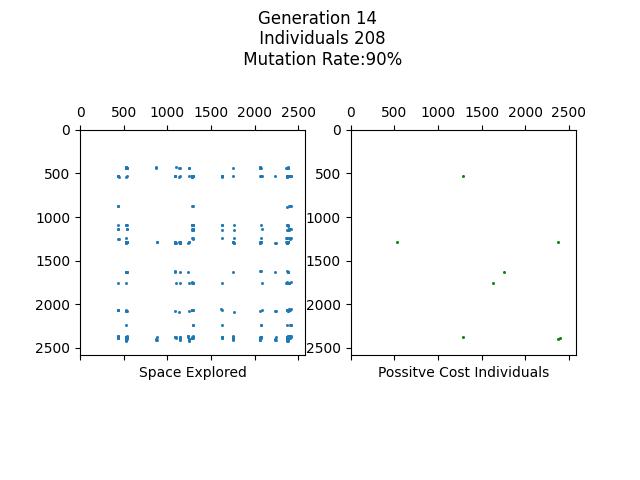 Generation 14
Individuals 208
Mutation Rate:90%
0 500 1000 1500 2000 2500
0
500
1000
1500
2000
2500
Space Explored
0 500 1000 1500 2000 2500
0
500
1000
1500
2000
2500
Possitve Cost Individuals